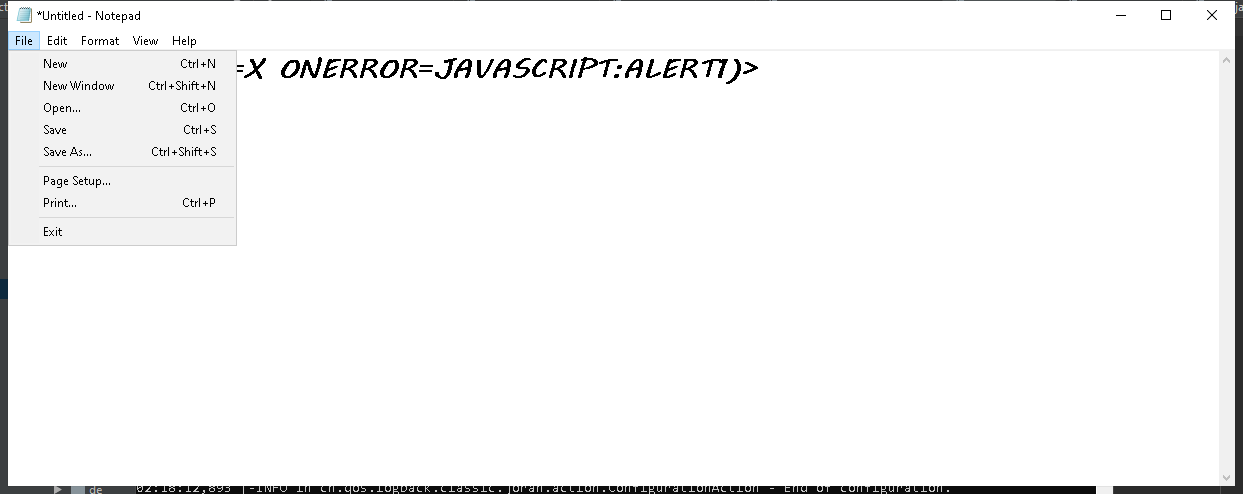 *Untitled - Notepad
File Edit Format View Help
=X ONERROR=JAVASCRIPT:ALERT1)>
New Ctrl+N
New Window Ctrl+Shift+N
Open... Ctrl+O
Save Ctrl+S
Save As... Ctrl+Shift+S
Page Setup...
Print... Ctrl+P
Exit
de 02:18:12,893 |-INFO in ch.qos.logback.classic.joran.action.ConfigurationAction - End of configuration.